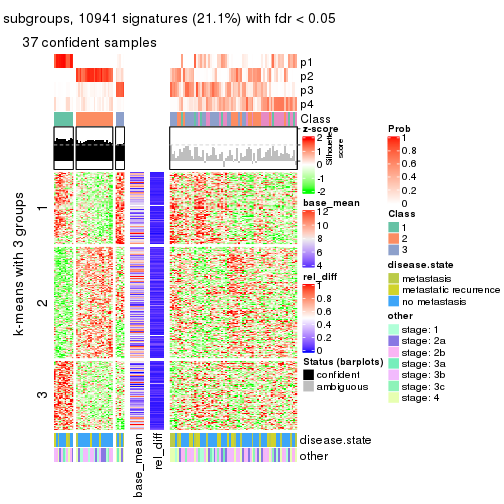 subgroups, 10941 signatures (21.1%) with fdr < 0.05
37 confident samples
p1
p2
p3
p4
Class
Silhouette score
1
2
3
k-means with 3 groups
disease.state
other
base_mean
rel_diff
z-score
2
1
0
-1
-2
base_mean
12
10
8
6
4
rel_diff
1
0.8
0.6
0.4
0.2
0
Status (barplots)
confident
ambiguous
Prob
1
0.8
0.6
0.4
0.2
0
Class
1
2
3
disease.state
metastasis
metastatic recurrence
no metastasis
other
stage: 1
stage: 2a
stage: 2b
stage: 3a
stage: 3b
stage: 3c
stage: 4